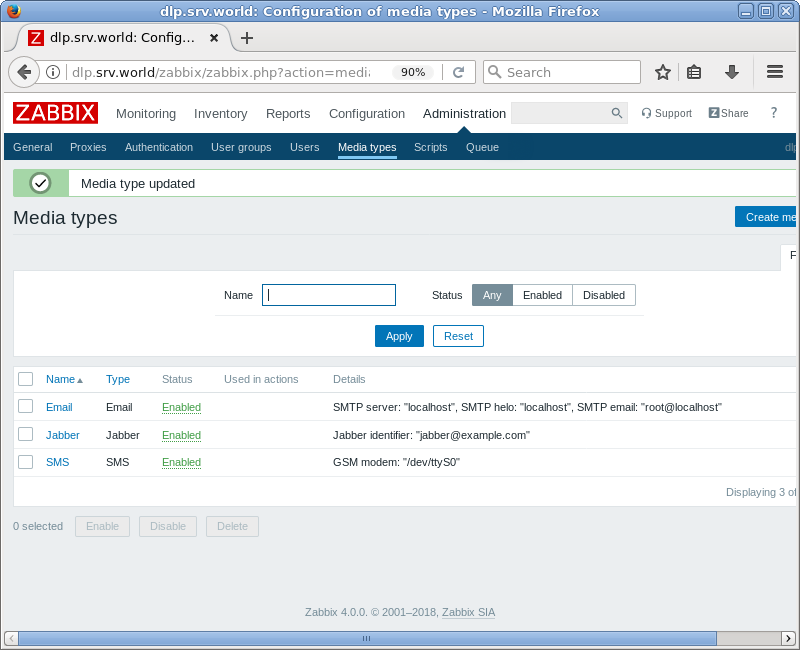 dlp.srv.world: Configuration of media types - Mozilla Firefox
Z dlp.srv.world: Config...
dlp.srv.world/zabbix/zabbix.php?action=media 90% Search
ZABBIX Monitoring Inventory Reports Configuration Administration Support Z Share ?
General Proxies Authentication User groups Users Media types Scripts Queue dlp
Media type updated
Media types
Create me
F
Name Status Any Enabled Disabled
Apply Reset
Name Type Status Used in actions Details
Email Email Enabled SMTP server: "localhost", SMTP helo: "localhost", SMTP email: "root@localhost"
Jabber Jabber Enabled Jabber identifier: "jabber@example.com"
SMS SMS Enabled GSM modem: "/dev/ttyS0"
Displaying 3 of
0 selected Enable Disable Delete
Zabbix 4.0.0. © 2001–2018, Zabbix SIA